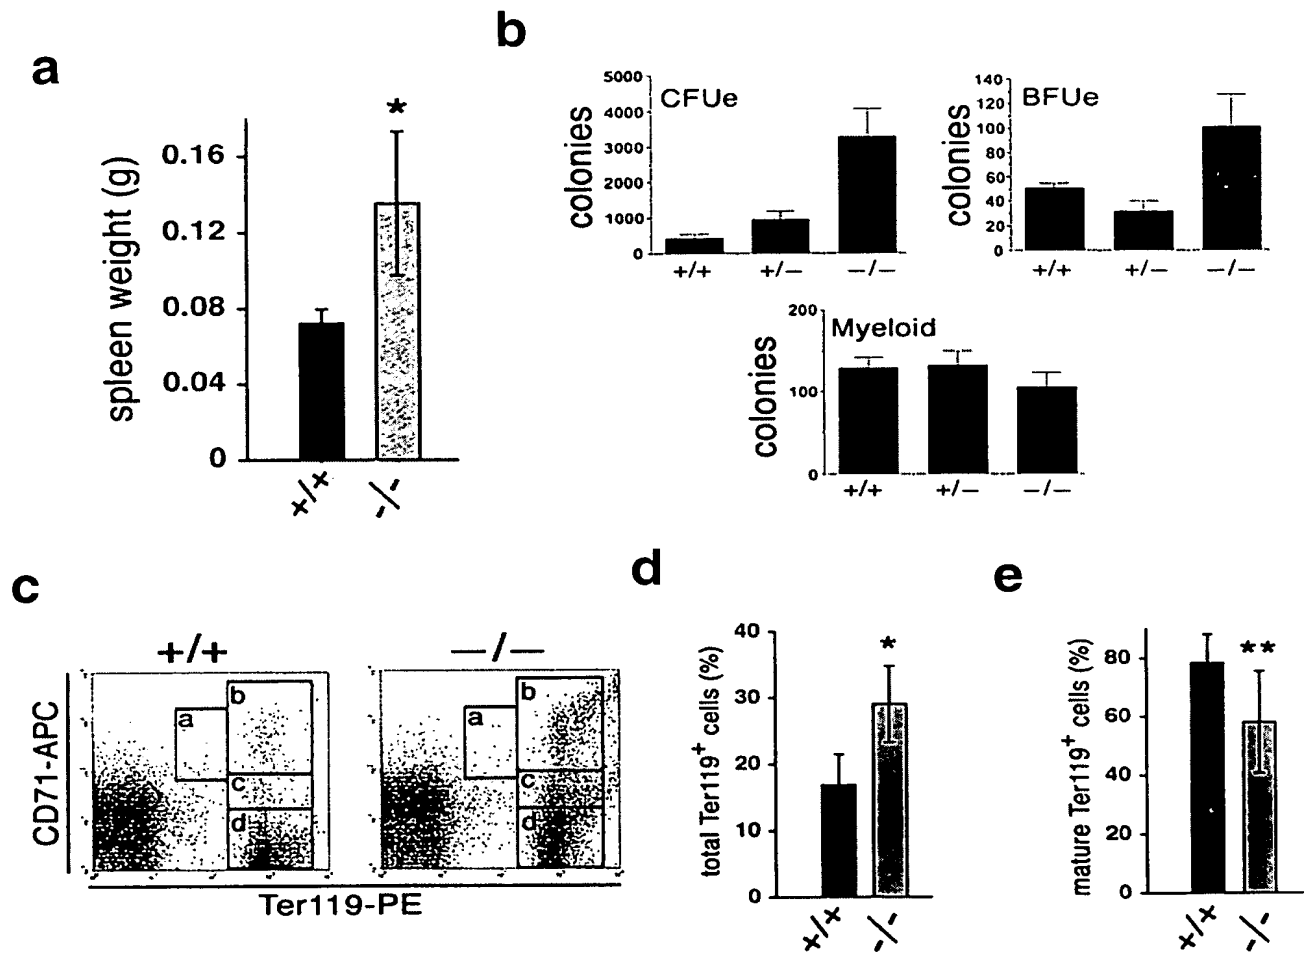 a
spleen weight (g)
0.16
0.12
0.08
0.04
0
*
+/+
-/-
b
CFUe
colonies
5000
4000
3000
2000
1000
0
+/+
+/−
−/−
BFUe
colonies
140
120
100
80
60
40
20
0
+/+
+/−
−/−
Myeloid
colonies
200
100
0
+/+
+/−
−/−
c
+/+
−/−
CD71-APC
a
b
c
d
a
b
c
d
Ter119-PE
d
total Ter119+ cells (%)
40
30
20
10
0
*
+/+
-/-
e
mature Ter119+ cells (%)
80
60
40
20
0
**
+/+
-/-